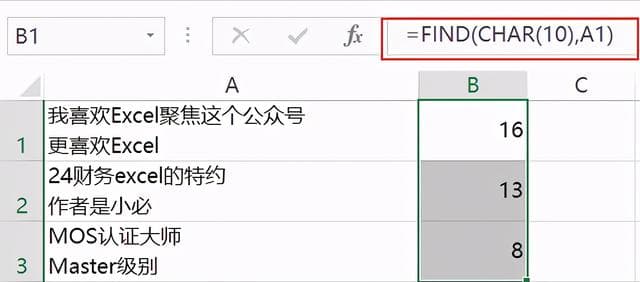 B1
fx
=FIND(CHAR(10),A1)
A
B
C
1
我喜欢Excel聚焦这个公众号
更喜欢Excel
16
2
24财务excel的特约
作者是小必
13
3
MOS认证大师
Master级别
8